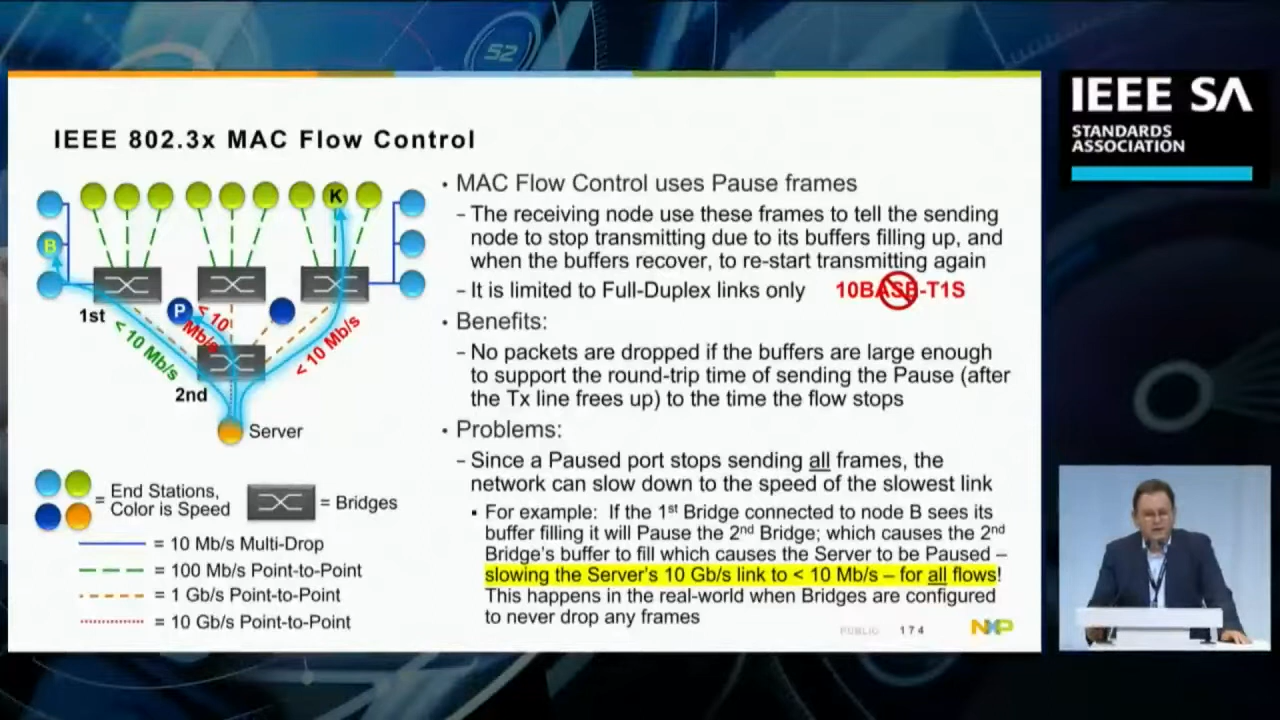 52
IEEE SA
STANDARDS
ASSOCIATION
IEEE 802.3x MAC Flow Control
K
B
P
1st
< 10 Mb/s
< 10
Mb/s
< 10 Mb/s
2nd
Server
= End Stations,
Color is Speed
= Bridges
= 10 Mb/s Multi-Drop
= 100 Mb/s Point-to-Point
= 1 Gb/s Point-to-Point
= 10 Gb/s Point-to-Point
• MAC Flow Control uses Pause frames
– The receiving node use these frames to tell the sending
node to stop transmitting due to its buffers filling up, and
when the buffers recover, to re-start transmitting again
– It is limited to Full-Duplex links only 10BASE-T1S
• Benefits:
– No packets are dropped if the buffers are large enough
to support the round-trip time of sending the Pause (after
the Tx line frees up) to the time the flow stops
• Problems:
– Since a Paused port stops sending all frames, the
network can slow down to the speed of the slowest link
▪ For example: If the 1st Bridge connected to node B sees its
buffer filling it will Pause the 2nd Bridge; which causes the 2nd
Bridge's buffer to fill which causes the Server to be Paused –
slowing the Server's 10 Gb/s link to < 10 Mb/s – for all flows!
This happens in the real-world when Bridges are configured
to never drop any frames
PUBLIC 174
NXP